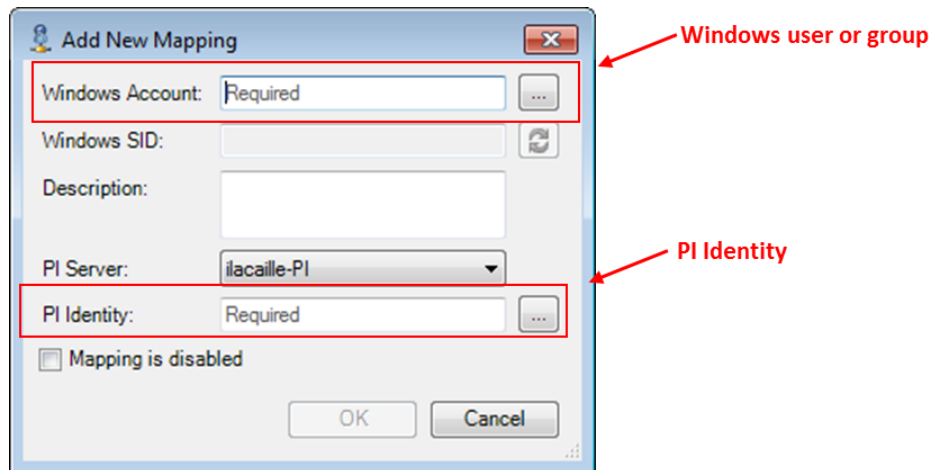 Add New Mapping
Windows user or group
Windows Account: Required ...
Windows SID:
Description:
PI Server: ilacaille-PI
PI Identity
PI Identity: Required ...
Mapping is disabled
OK Cancel